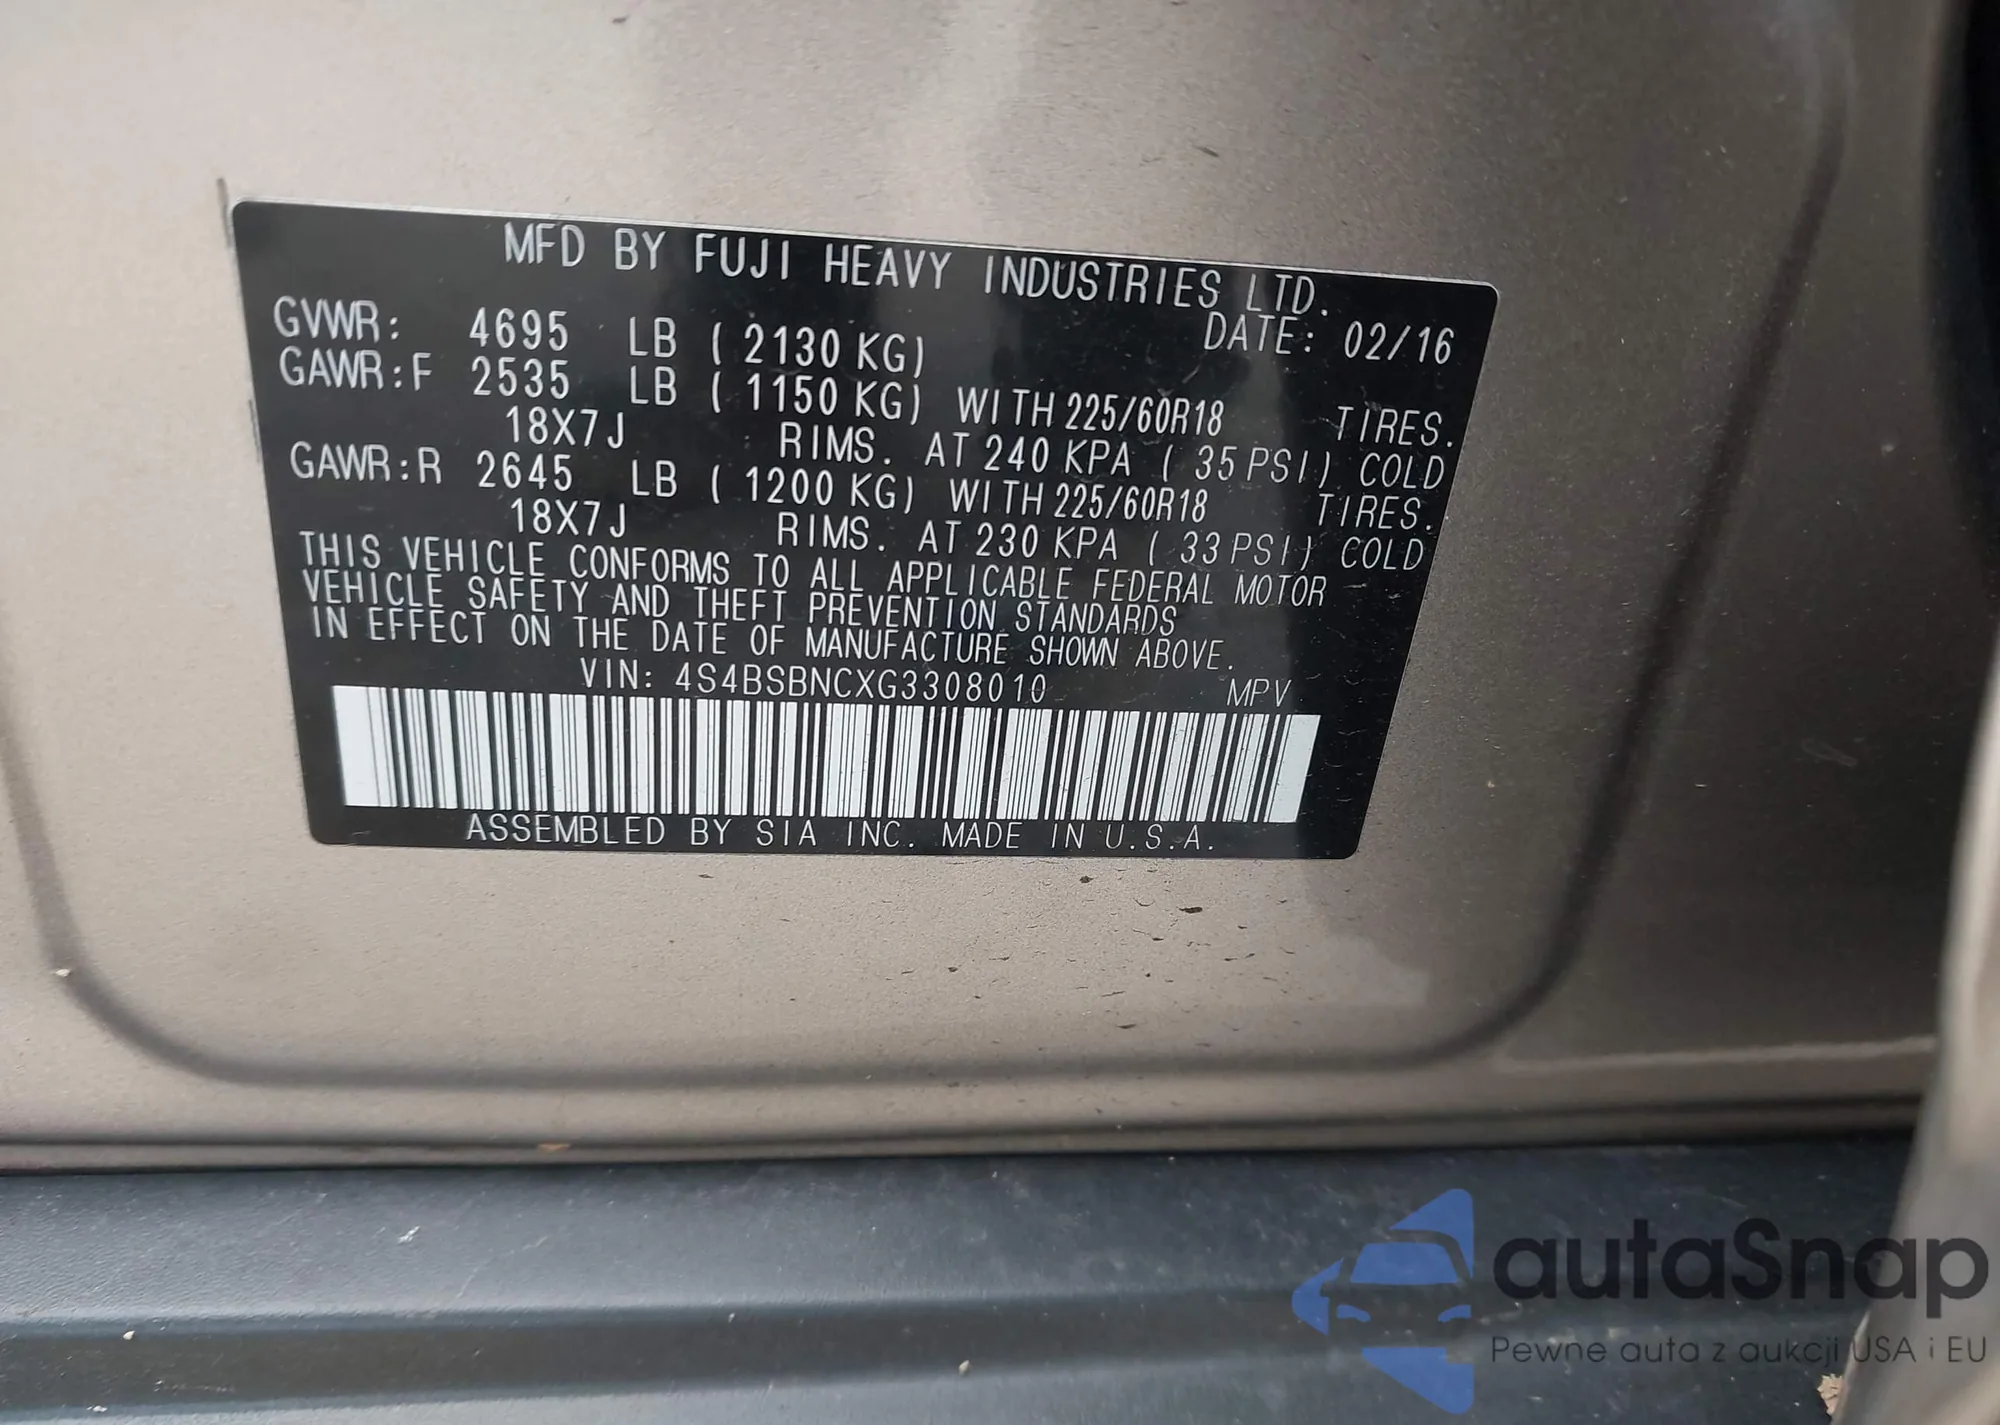 MFD BY FUJI HEAVY INDUSTRIES LTD.
DATE: 02/16
GVWR: 4695 LB ( 2130 KG)
GAWR:F 2535 LB ( 1150 KG) WITH 225/60R18 TIRES.
18X7J RIMS. AT 240 KPA ( 35 PSI) COLD
GAWR:R 2645 LB ( 1200 KG) WITH 225/60R18 TIRES.
18X7J RIMS. AT 230 KPA ( 33 PSI) COLD
THIS VEHICLE CONFORMS TO ALL APPLICABLE FEDERAL MOTOR
VEHICLE SAFETY AND THEFT PREVENTION STANDARDS
IN EFFECT ON THE DATE OF MANUFACTURE SHOWN ABOVE.
VIN: 4S4BSBNCXG3308010 MPV
ASSEMBLED BY SIA INC. MADE IN U.S.A.
autaSnap
Pewne auta z aukcji USA i EU